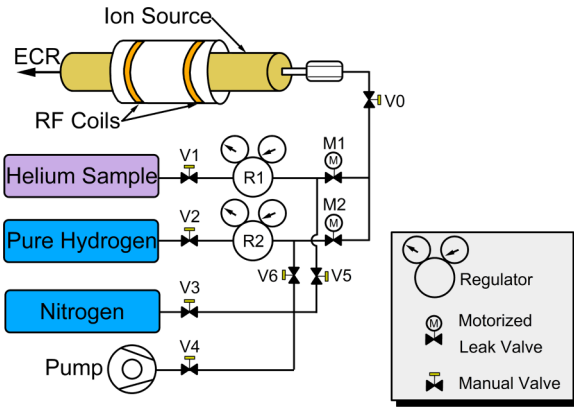 Ion Source
ECR
RF Coils
V0
V1
M1
M
Helium Sample
R1
V2
M2
M
Pure Hydrogen
R2
V6
V5
Nitrogen
V3
Pump
V4
Regulator
M
Motorized
Leak Valve
Manual Valve